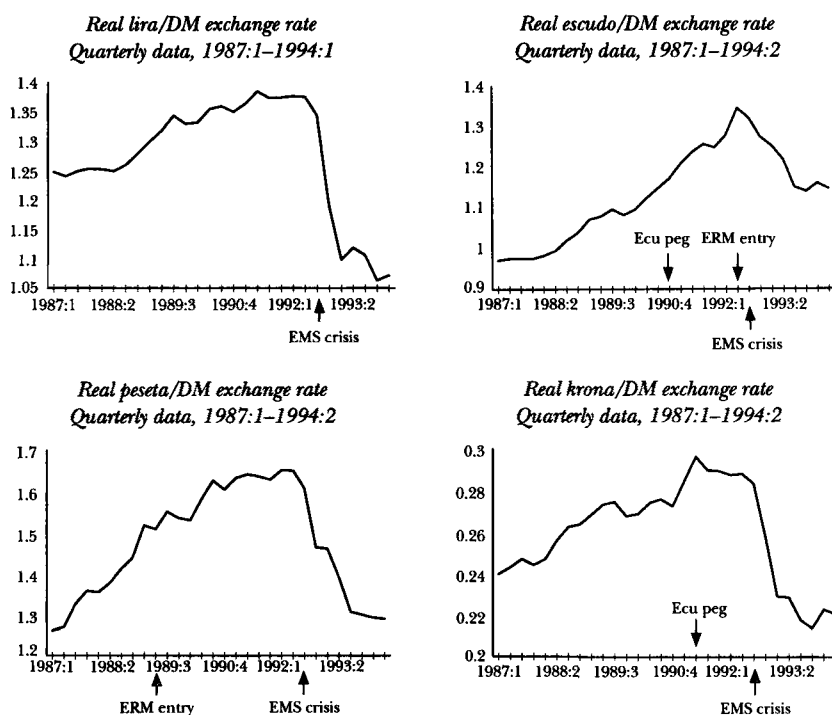 Real lira/DM exchange rate
Quarterly data, 1987:1–1994:1
1.4
1.35
1.3
1.25
1.2
1.15
1.1
1.05
1987:1 1988:2 1989:3 1990:4 1992:1 1993:2
EMS crisis
Real escudo/DM exchange rate
Quarterly data, 1987:1–1994:2
1.4
1.3
1.2
1.1
1
0.9
Ecu peg ERM entry
1987:1 1988:2 1989:3 1990:4 1992:1 1993:2
EMS crisis
Real peseta/DM exchange rate
Quarterly data, 1987:1–1994:2
1.7
1.6
1.5
1.4
1.3
1.2
1987:1 1988:2 1989:3 1990:4 1992:1 1993:2
ERM entry EMS crisis
Real krona/DM exchange rate
Quarterly data, 1987:1–1994:2
0.3
0.28
0.26
0.24
0.22
0.2
Ecu peg
1987:1 1988:2 1989:3 1990:4 1992:1 1993:2
EMS crisis